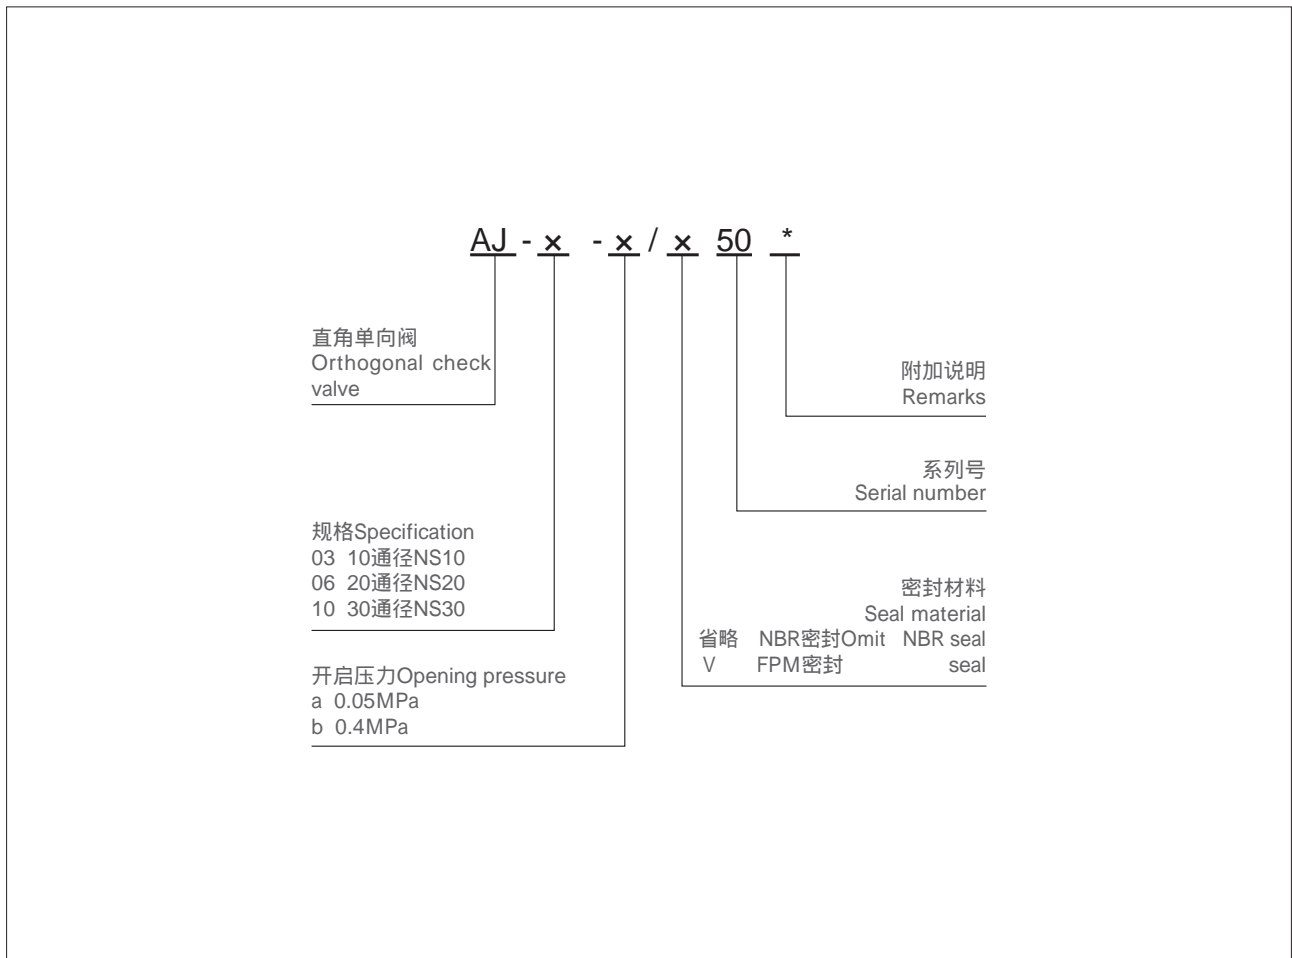 AJ - × - × / × 50 *
直角单向阀
Orthogonal check
valve
规格Specification
03 10通径NS10
06 20通径NS20
10 30通径NS30
开启压力Opening pressure
a 0.05MPa
b 0.4MPa
附加说明
Remarks
系列号
Serial number
密封材料
Seal material
省略 NBR密封Omit NBR seal
V FPM密封 seal